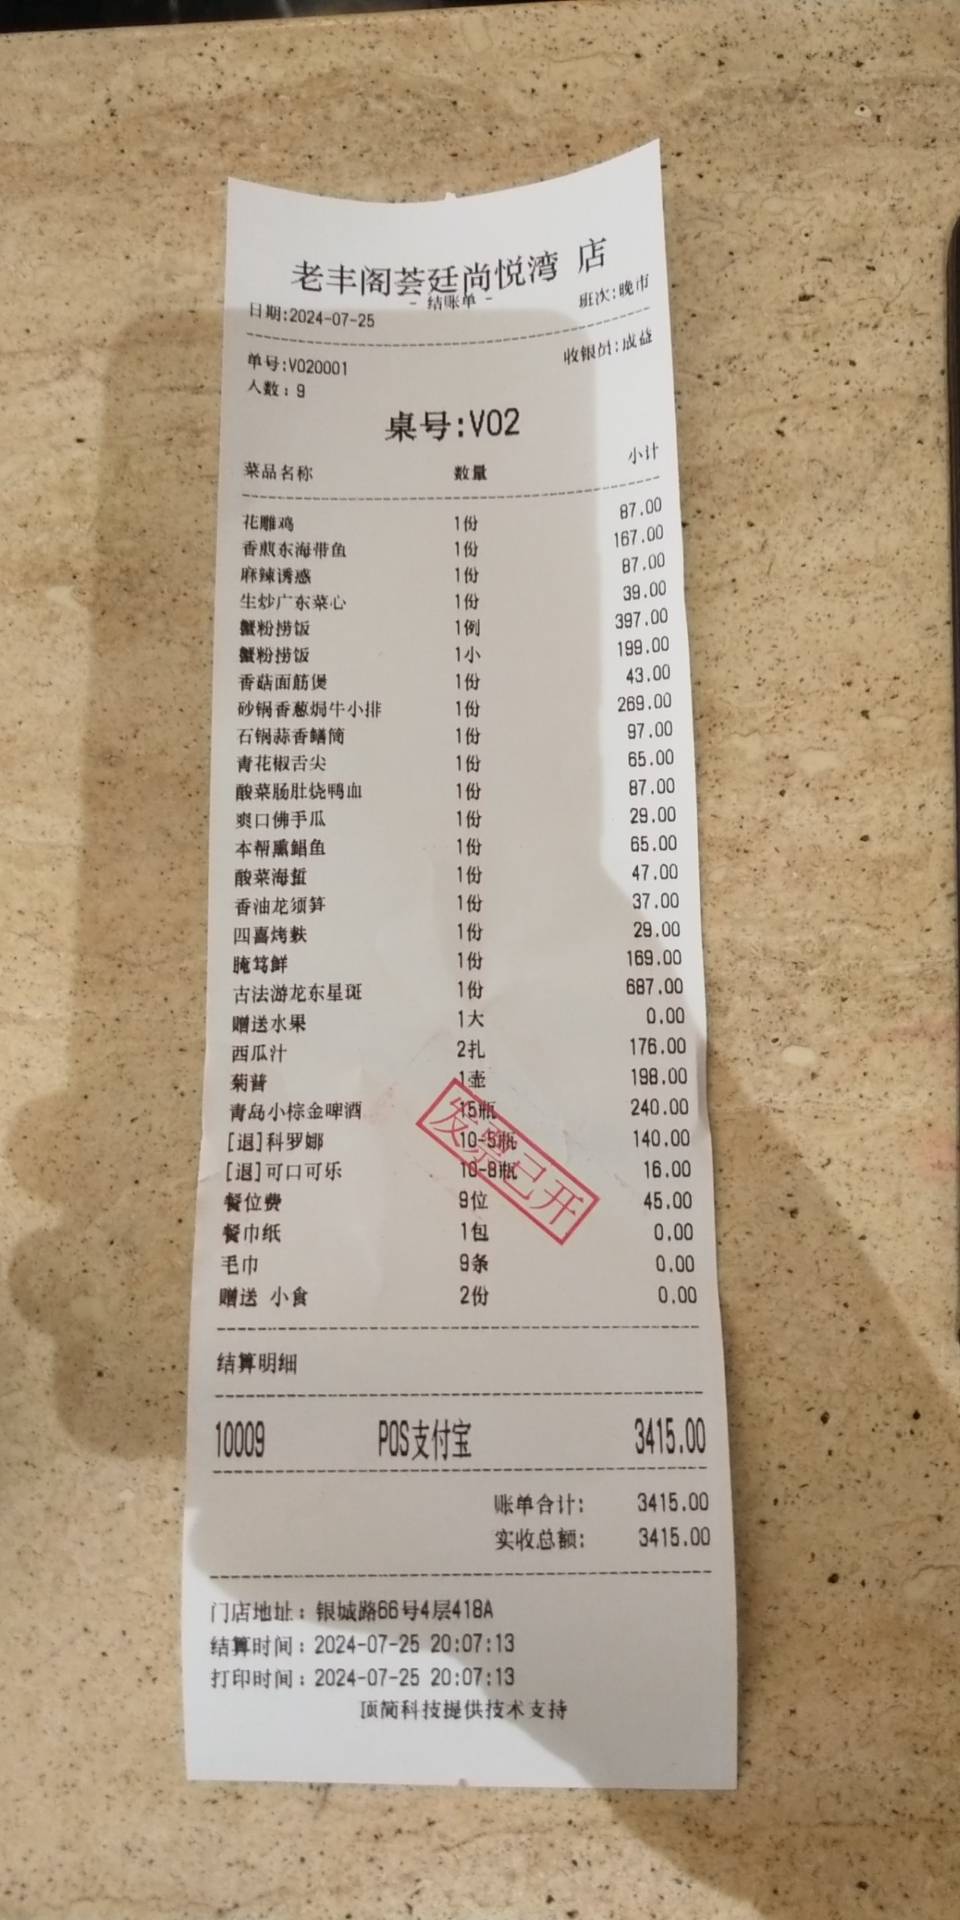 老丰阁荟廷尚悦湾 店
- 结账单 -
日期:2024-07-25 班次:晚市
单号:V020001 收银员:成益
人数: 9
桌号:V02
菜品名称 数量 小计
花雕鸡 1份 87.00
香煎东海带鱼 1份 167.00
麻辣诱惑 1份 87.00
生炒广东菜心 1份 39.00
蟹粉捞饭 1例 397.00
蟹粉捞饭 1小 199.00
香菇面筋煲 1份 43.00
砂锅香葱焗牛小排 1份 269.00
石锅蒜香鳝筒 1份 97.00
青花椒舌尖 1份 65.00
酸菜肠肚烧鸭血 1份 87.00
爽口佛手瓜 1份 29.00
本帮熏鲳鱼 1份 65.00
酸菜海蜇 1份 47.00
香油龙须笋 1份 37.00
四喜烤麸 1份 29.00
腌笃鲜 1份 169.00
古法游龙东星斑 1份 687.00
赠送水果 1大 0.00
西瓜汁 2扎 176.00
菊普 1壶 198.00
青岛小棕金啤酒 15瓶 240.00
[退]科罗娜 10-5瓶 140.00
[退]可口可乐 10-8瓶 16.00
餐位费 9位 45.00
餐巾纸 1包 0.00
毛巾 9条 0.00
赠送 小食 2份 0.00
发票已开
结算明细
10009 POS支付宝 3415.00
账单合计: 3415.00
实收总额: 3415.00
门店地址: 银城路66号4层418A
结算时间: 2024-07-25 20:07:13
打印时间: 2024-07-25 20:07:13
顶简科技提供技术支持